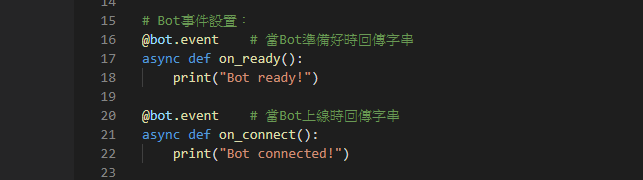 14
15 # Bot事件設置：
16 @bot.event    # 當Bot準備好時回傳字串
17 async def on_ready():
18     print("Bot ready!")
19
20 @bot.event    # 當Bot上線時回傳字串
21 async def on_connect():
22     print("Bot connected!")
23